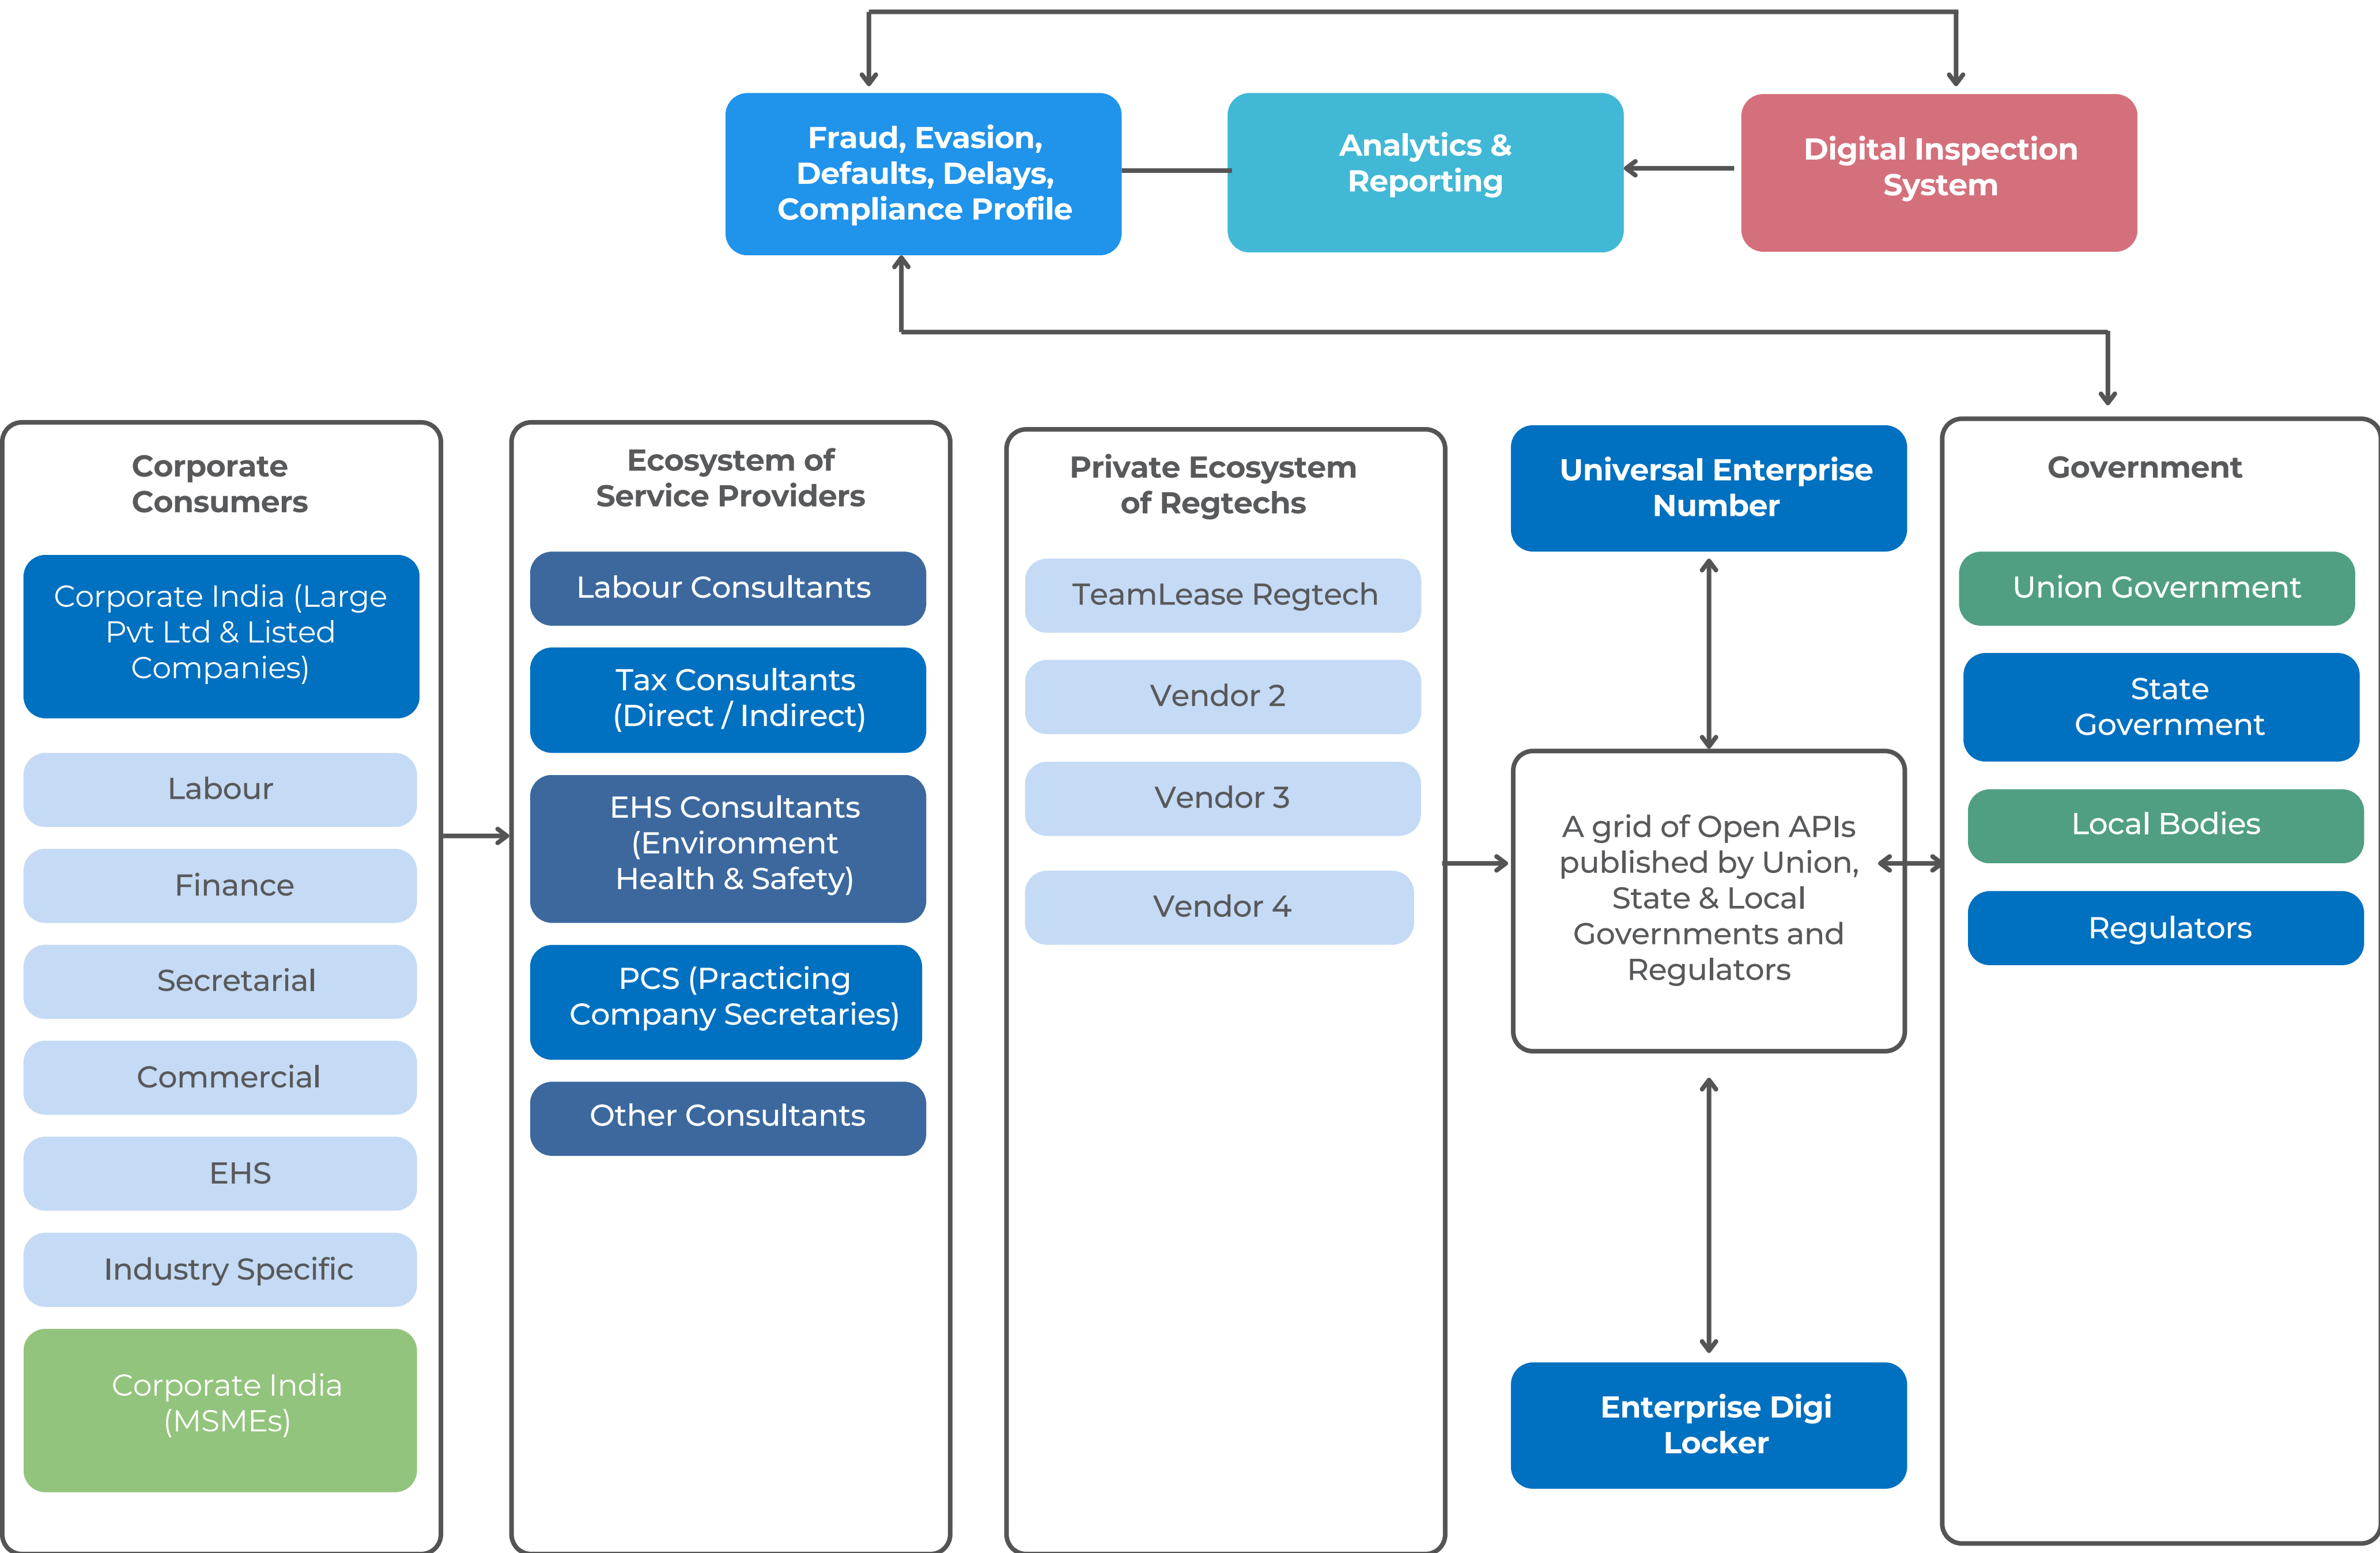 Fraud, Evasion,
Defaults, Delays,
Compliance Profile
Analytics &
Reporting
Digital Inspection
System
Corporate
Consumers
Corporate India (Large
Pvt Ltd & Listed
Companies)
Labour
Finance
Secretarial
Commercial
EHS
Industry Specific
Corporate India
(MSMEs)
Ecosystem of
Service Providers
Labour Consultants
Tax Consultants
(Direct / Indirect)
EHS Consultants
(Environment
Health & Safety)
PCS (Practicing
Company Secretaries)
Other Consultants
Private Ecosystem
of Regtechs
TeamLease Regtech
Vendor 2
Vendor 3
Vendor 4
Universal Enterprise
Number
A grid of Open APIs
published by Union,
State & Local
Governments and
Regulators
Enterprise Digi
Locker
Government
Union Government
State
Government
Local Bodies
Regulators